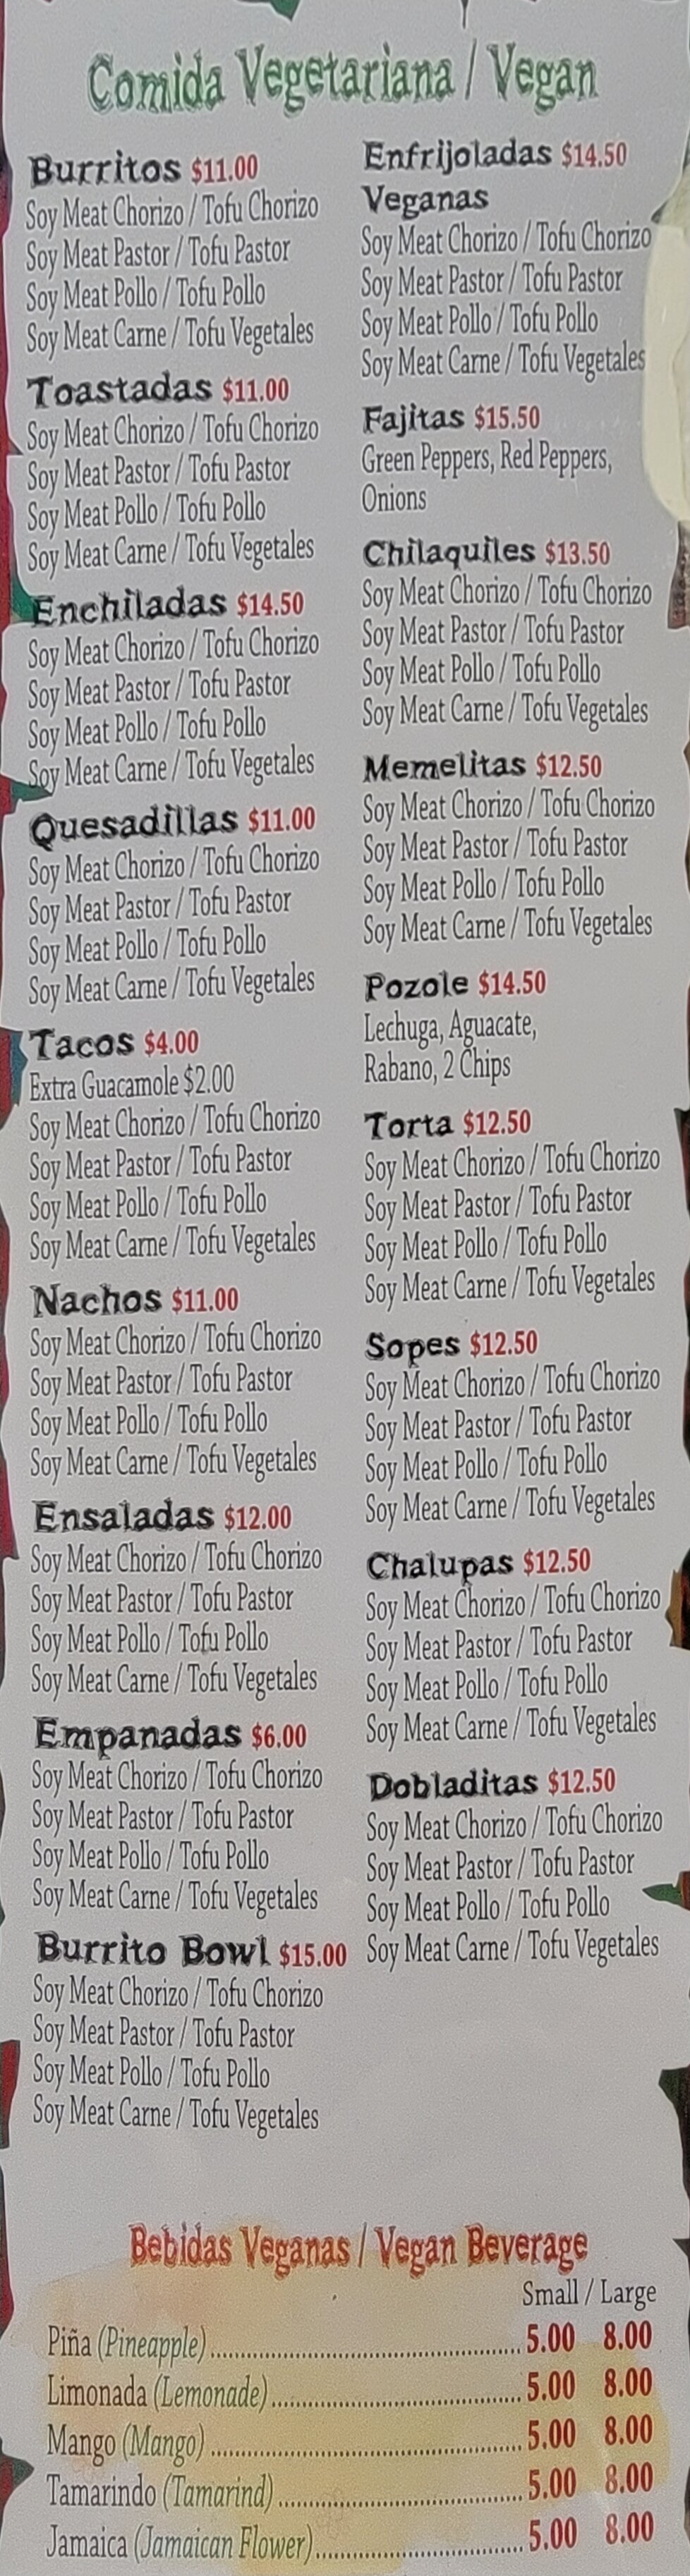 Comida Vegetariana / Vegan
Burritos $11.00
Soy Meat Chorizo / Tofu Chorizo
Soy Meat Pastor / Tofu Pastor
Soy Meat Pollo / Tofu Pollo
Soy Meat Carne / Tofu Vegetales
Toastadas $11.00
Soy Meat Chorizo / Tofu Chorizo
Soy Meat Pastor / Tofu Pastor
Soy Meat Pollo / Tofu Pollo
Soy Meat Carne / Tofu Vegetales
Enchiladas $14.50
Soy Meat Chorizo / Tofu Chorizo
Soy Meat Pastor / Tofu Pastor
Soy Meat Pollo / Tofu Pollo
Soy Meat Carne / Tofu Vegetales
Quesadillas $11.00
Soy Meat Chorizo / Tofu Chorizo
Soy Meat Pastor / Tofu Pastor
Soy Meat Pollo / Tofu Pollo
Soy Meat Carne / Tofu Vegetales
Tacos $4.00
Extra Guacamole $2.00
Soy Meat Chorizo / Tofu Chorizo
Soy Meat Pastor / Tofu Pastor
Soy Meat Pollo / Tofu Pollo
Soy Meat Carne / Tofu Vegetales
Nachos $11.00
Soy Meat Chorizo / Tofu Chorizo
Soy Meat Pastor / Tofu Pastor
Soy Meat Pollo / Tofu Pollo
Soy Meat Carne / Tofu Vegetales
Ensaladas $12.00
Soy Meat Chorizo / Tofu Chorizo
Soy Meat Pastor / Tofu Pastor
Soy Meat Pollo / Tofu Pollo
Soy Meat Carne / Tofu Vegetales
Empanadas $6.00
Soy Meat Chorizo / Tofu Chorizo
Soy Meat Pastor / Tofu Pastor
Soy Meat Pollo / Tofu Pollo
Soy Meat Carne / Tofu Vegetales
Burrito Bowl $15.00
Soy Meat Chorizo / Tofu Chorizo
Soy Meat Pastor / Tofu Pastor
Soy Meat Pollo / Tofu Pollo
Soy Meat Carne / Tofu Vegetales
Enfrijoladas $14.50
Veganas
Soy Meat Chorizo / Tofu Chorizo
Soy Meat Pastor / Tofu Pastor
Soy Meat Pollo / Tofu Pollo
Soy Meat Carne / Tofu Vegetales
Fajitas $15.50
Green Peppers, Red Peppers,
Onions
Chilaquiles $13.50
Soy Meat Chorizo / Tofu Chorizo
Soy Meat Pastor / Tofu Pastor
Soy Meat Pollo / Tofu Pollo
Soy Meat Carne / Tofu Vegetales
Memelitas $12.50
Soy Meat Chorizo / Tofu Chorizo
Soy Meat Pastor / Tofu Pastor
Soy Meat Pollo / Tofu Pollo
Soy Meat Carne / Tofu Vegetales
Pozole $14.50
Lechuga, Aguacate,
Rabano, 2 Chips
Torta $12.50
Soy Meat Chorizo / Tofu Chorizo
Soy Meat Pastor / Tofu Pastor
Soy Meat Pollo / Tofu Pollo
Soy Meat Carne / Tofu Vegetales
Sopes $12.50
Soy Meat Chorizo / Tofu Chorizo
Soy Meat Pastor / Tofu Pastor
Soy Meat Pollo / Tofu Pollo
Soy Meat Carne / Tofu Vegetales
Chalupas $12.50
Soy Meat Chorizo / Tofu Chorizo
Soy Meat Pastor / Tofu Pastor
Soy Meat Pollo / Tofu Pollo
Soy Meat Carne / Tofu Vegetales
Dobladitas $12.50
Soy Meat Chorizo / Tofu Chorizo
Soy Meat Pastor / Tofu Pastor
Soy Meat Pollo / Tofu Pollo
Soy Meat Carne / Tofu Vegetales
Bebidas Veganas / Vegan Beverage
Small / Large
Piña (Pineapple) 5.00 8.00
Limonada (Lemonade) 5.00 8.00
Mango (Mango) 5.00 8.00
Tamarindo (Tamarind) 5.00 8.00
Jamaica (Jamaican Flower) 5.00 8.00